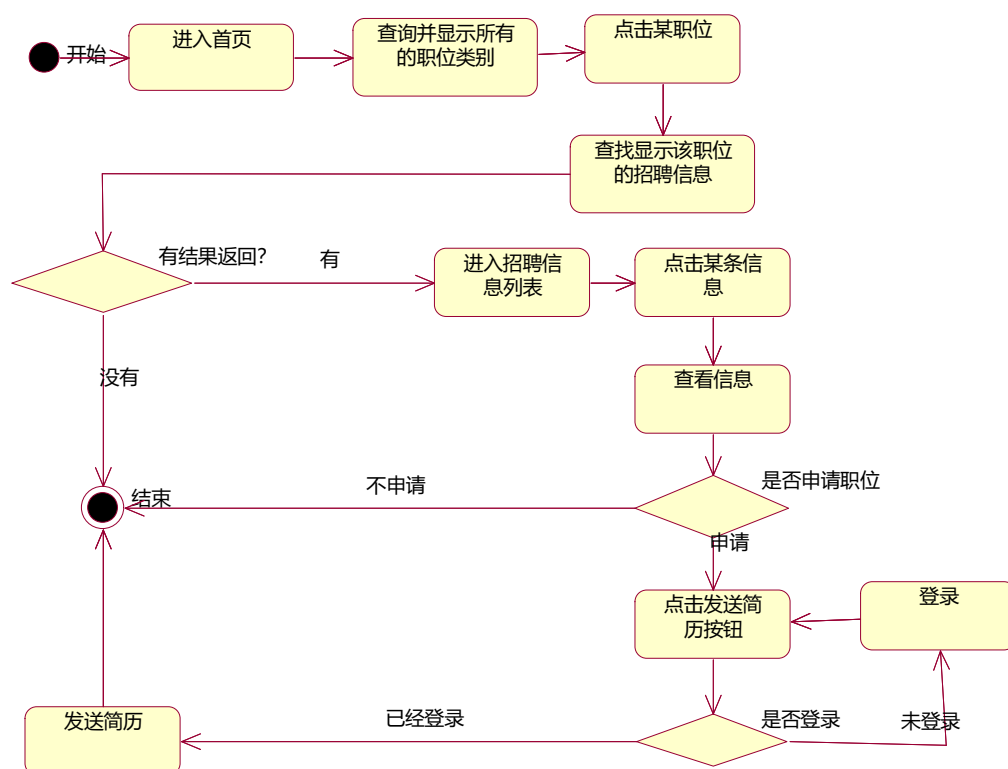 开始
进入首页
查询并显示所有
的职位类别
点击某职位
查找显示该职位
的招聘信息
有结果返回?
有
进入招聘信
息列表
点击某条信
息
没有
查看信息
结束
不申请
是否申请职位
申请
点击发送简
历按钮
登录
发送简历
已经登录
是否登录
未登录